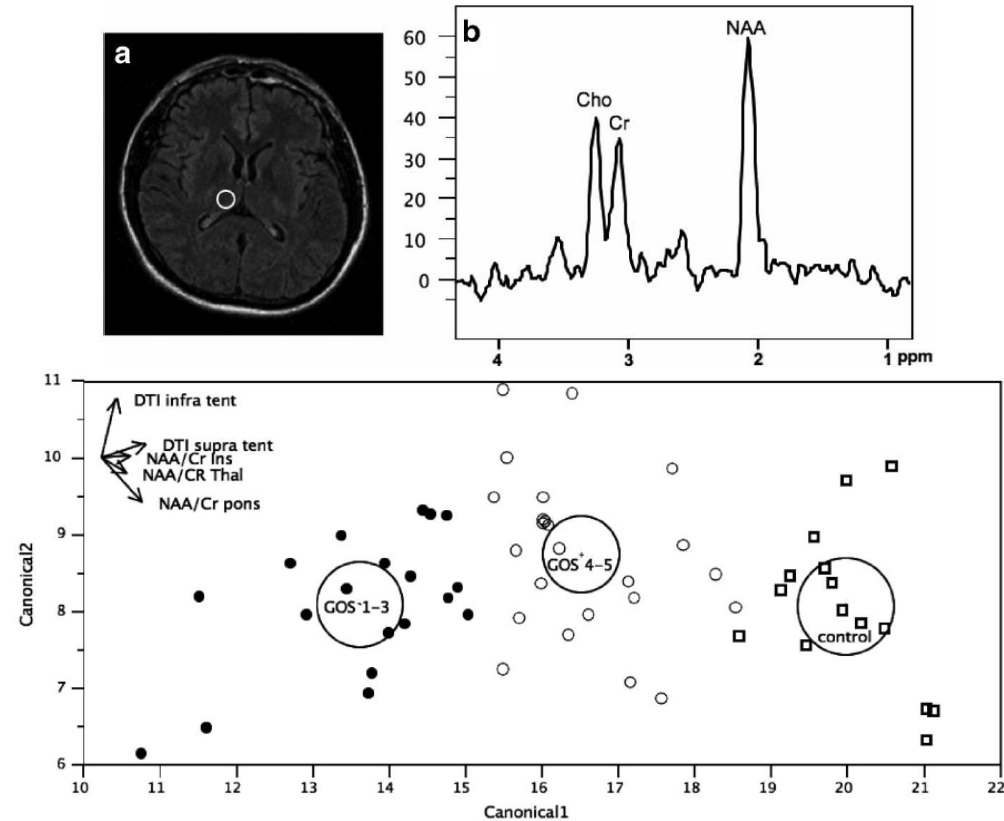 a
b
60
50
40
30
20
10
0
Cho
Cr
NAA
4
3
2
1 ppm
11
10
9
8
7
6
Canonical2
DTI infra tent
DTI supra tent
NAA/Cr Ins
NAA/CR Thal
NAA/Cr pons
GOS 1-3
GOS 4-5
control
10
11
12
13
14
15
16
17
18
19
20
21
22
Canonical1